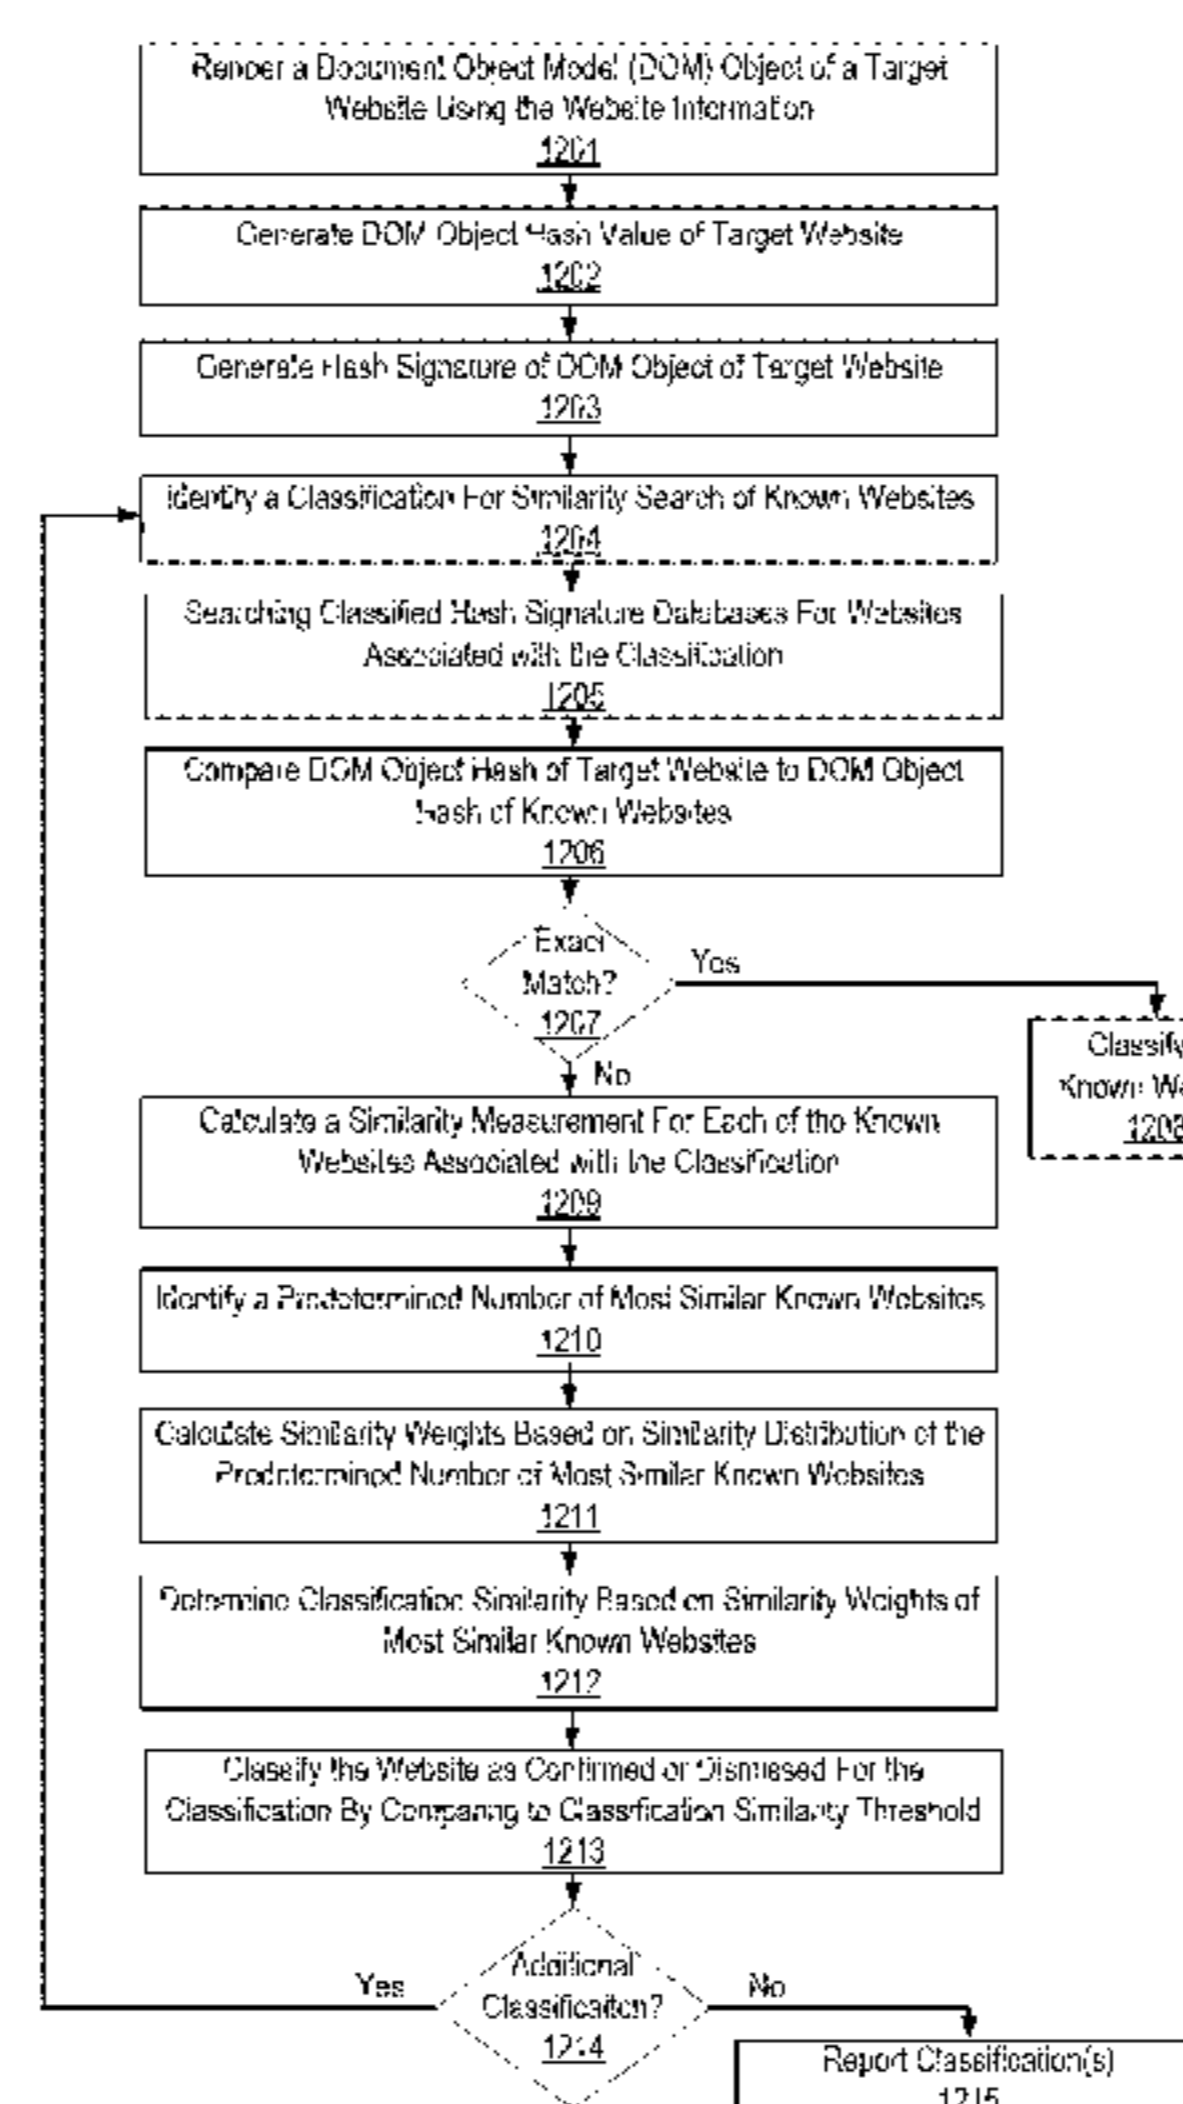 Render a Document Object Model (DOM) Object of a Target
Website Using the Website Information
1201
Generate DOM Object Hash Value of Target Website
1202
Generate Hash Signature of DOM Object of Target Website
1203
Identify a Classification For Similarity Search of Known Websites
1204
Searching Classified Hash Signature Databases For Websites
Associated with the Classification
1205
Compare DOM Object Hash of Target Website to DOM Object
Hash of Known Websites
1206
Exact
Match?
1207
Yes
No
Classify
Known We
1208
Calculate a Similarity Measurement For Each of the Known
Websites Associated with the Classification
1209
Identify a Predetermined Number of Most Similar Known Websites
1210
Calculate Similarity Weights Based on Similarity Distribution of the
Predetermined Number of Most Similar Known Websites
1211
Determine Classification Similarity Based on Similarity Weights of
Most Similar Known Websites
1212
Classify the Website as Confirmed or Dismissed For the
Classification By Comparing to Classification Similarity Threshold
1213
Additional
Classificaiton?
1214
Yes
No
Report Classification(s)
1215